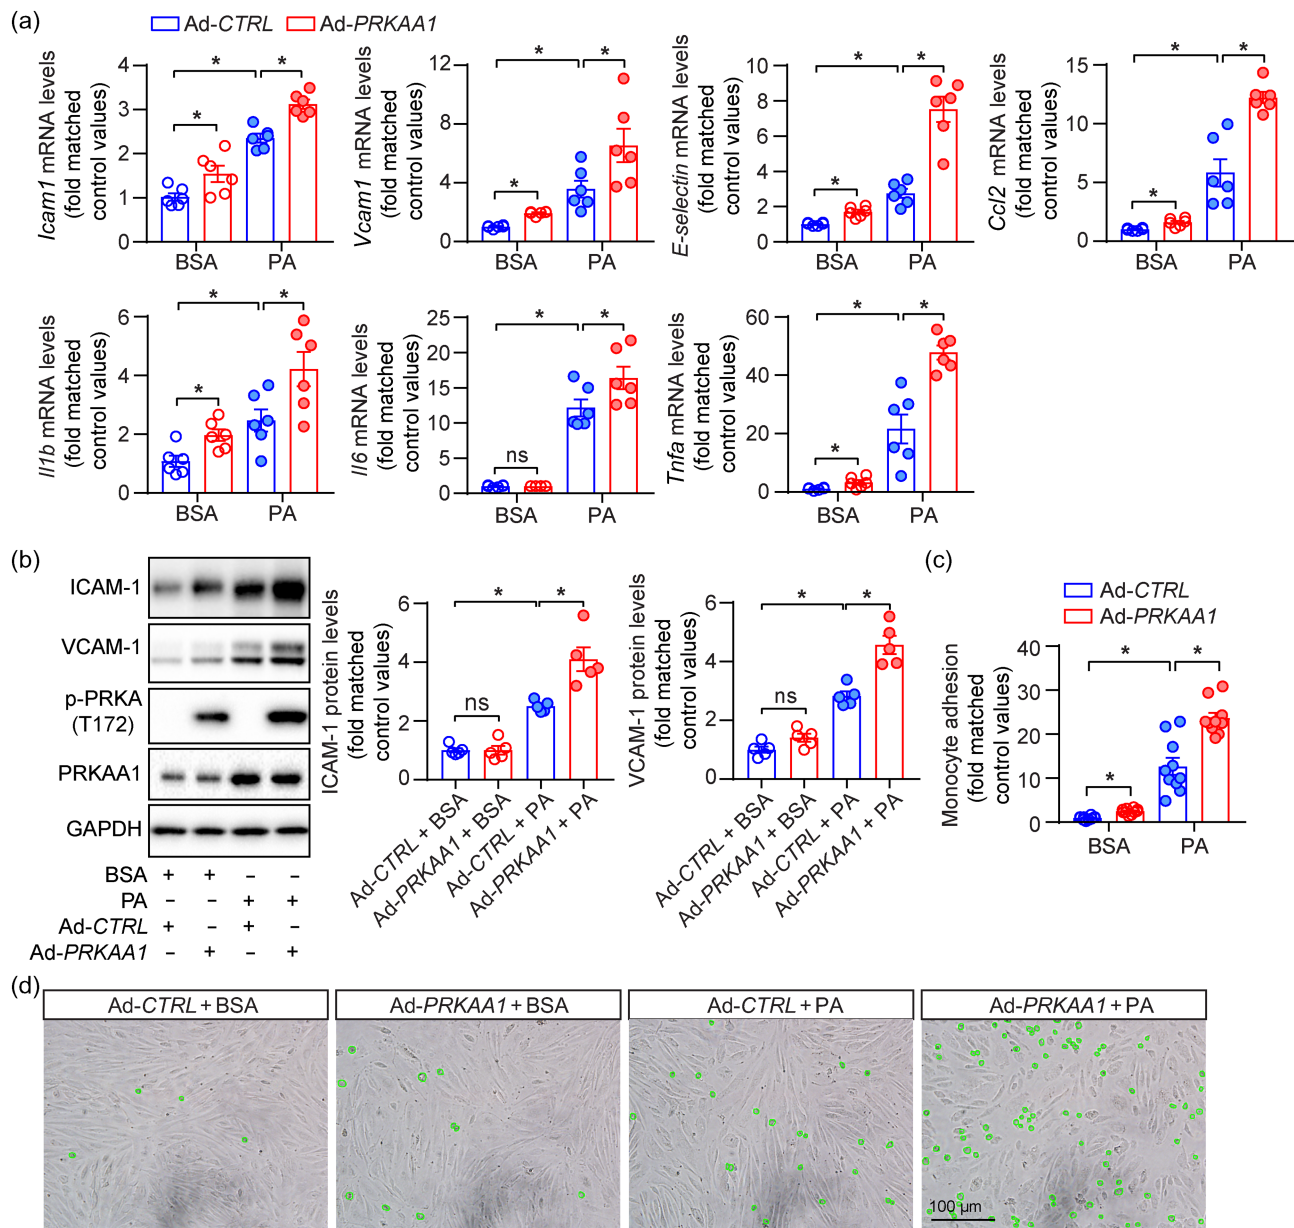 (a)
Ad-CTRL Ad-PRKAA1
Icam1 mRNA levels
(fold matched
control values)
4
3
2
1
0
* * *
BSA PA
Vcam1 mRNA levels
(fold matched
control values)
12
8
4
0
* * *
BSA PA
E-selectin mRNA levels
(fold matched
control values)
10
8
6
4
2
0
* * *
BSA PA
Ccl2 mRNA levels
(fold matched
control values)
15
10
5
0
* * *
BSA PA
Il1b mRNA levels
(fold matched
control values)
6
4
2
0
* * *
BSA PA
Il6 mRNA levels
(fold matched
control values)
25
20
15
10
5
0
ns * *
BSA PA
Tnfa mRNA levels
(fold matched
control values)
60
40
20
0
* * *
BSA PA
(b)
ICAM-1
VCAM-1
p-PRKA
(T172)
PRKAA1
GAPDH
BSA + + – –
PA – – + +
Ad-CTRL + – + –
Ad-PRKAA1 – + – +
ICAM-1 protein levels
(fold matched
control values)
6
4
2
0
ns * *
Ad-CTRL + BSA
Ad-PRKAA1 + BSA
Ad-CTRL + PA
Ad-PRKAA1 + PA
VCAM-1 protein levels
(fold matched
control values)
6
4
2
0
ns * *
Ad-CTRL + BSA
Ad-PRKAA1 + BSA
Ad-CTRL + PA
Ad-PRKAA1 + PA
(c)
Ad-CTRL
Ad-PRKAA1
Monocyte adhesion
(fold matched
control values)
40
30
20
10
0
* * *
BSA PA
(d)
Ad-CTRL + BSA
Ad-PRKAA1 + BSA
Ad-CTRL + PA
Ad-PRKAA1 + PA
100 µm